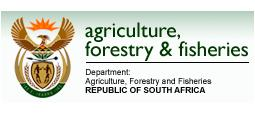 agriculture,
forestry & fisheries
Department:
Agriculture, Forestry and Fisheries
REPUBLIC OF SOUTH AFRICA